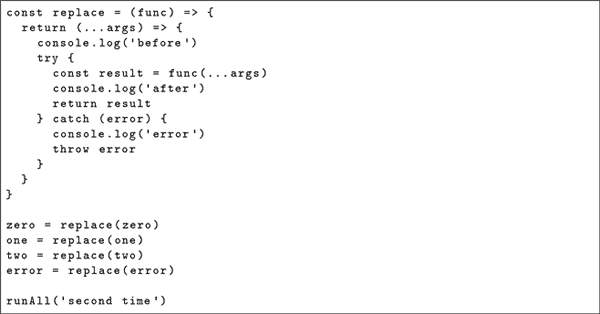 const replace = (func) => {
  return (...args) => {
    console.log('before')
    try {
      const result = func(...args)
      console.log('after')
      return result
    } catch (error) {
      console.log('error')
      throw error
    }
  }
}

zero = replace(zero)
one = replace(one)
two = replace(two)
error = replace(error)

runAll('second time')